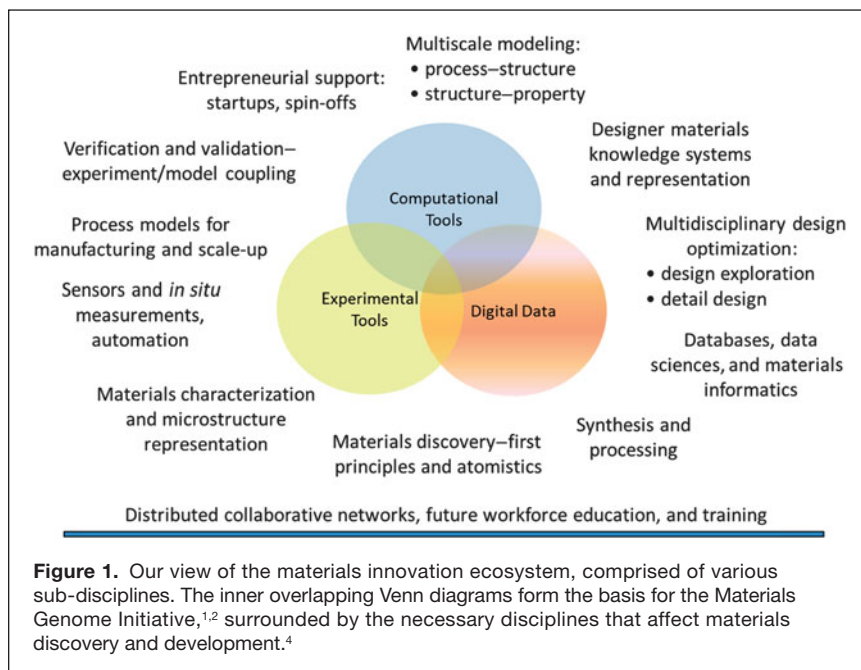 Multiscale modeling:
• process–structure
• structure–property
Entrepreneurial support:
startups, spin-offs
Designer materials
knowledge systems
and representation
Verification and validation–
experiment/model coupling
Computational
Tools
Process models for
manufacturing and scale-up
Multidisciplinary design
optimization:
• design exploration
• detail design
Sensors and in situ
measurements,
automation
Experimental
Tools
Digital Data
Databases, data
sciences, and materials
informatics
Materials characterization
and microstructure
representation
Materials discovery–first
principles and atomistics
Synthesis and
processing
Distributed collaborative networks, future workforce education, and training
Figure 1. Our view of the materials innovation ecosystem, comprised of various
sub-disciplines. The inner overlapping Venn diagrams form the basis for the Materials
Genome Initiative,1,2 surrounded by the necessary disciplines that affect materials
discovery and development.4